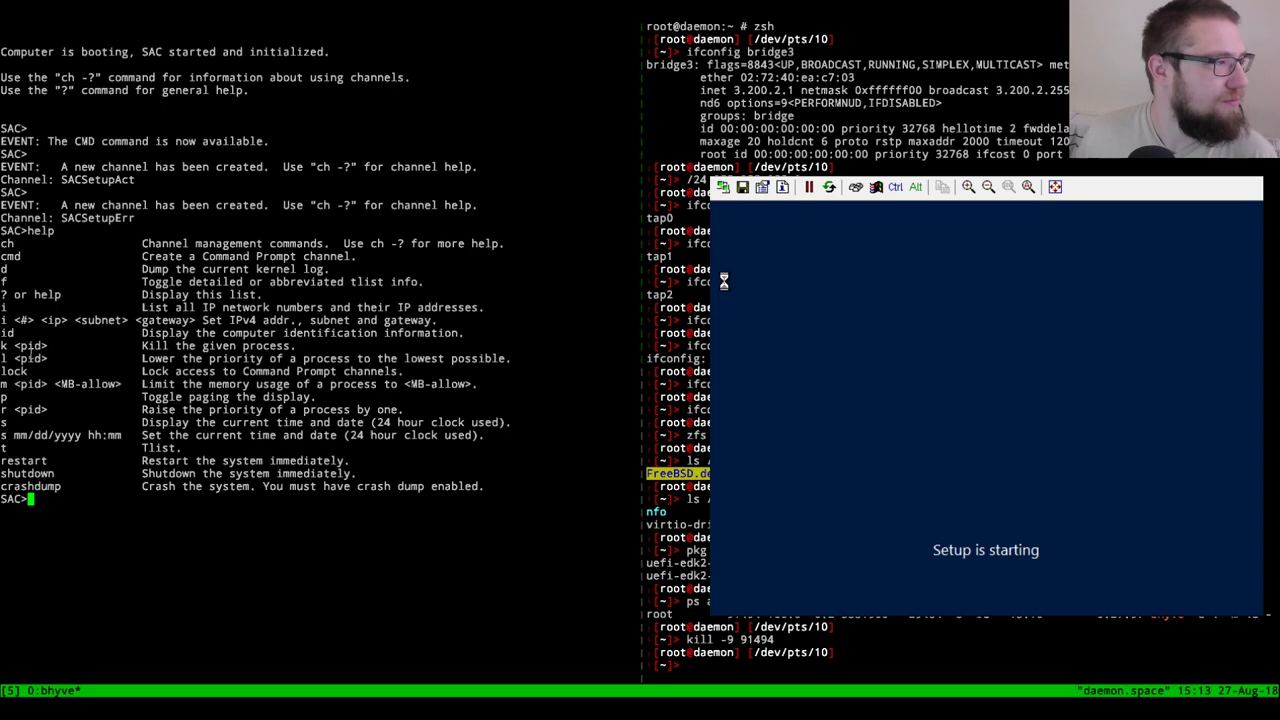 Computer is booting, SAC started and initialized.
Use the "ch -?" command for information about using channels.
Use the "?" command for general help.
SAC>
EVENT: The CMD command is now available.
SAC>
EVENT:   A new channel has been created.  Use "ch -?" for channel help.
Channel: SACSetupAct
SAC>
EVENT:   A new channel has been created.  Use "ch -?" for channel help.
Channel: SACSetupErr
SAC>help
ch                   Channel management commands.  Use ch -? for more help.
cmd                  Create a Command Prompt channel.
d                    Dump the current kernel log.
f                    Toggle detailed or abbreviated tlist info.
? or help            Display this list.
i                    List all IP network numbers and their IP addresses.
i <#> <ip> <subnet> <gateway> Set IPv4 addr., subnet and gateway.
id                   Display the computer identification information.
k <pid>              Kill the given process.
l <pid>              Lower the priority of a process to the lowest possible.
lock                 Lock access to Command Prompt channels.
m <pid> <MB-allow>   Limit the memory usage of a process to <MB-allow>.
p                    Toggle paging the display.
r <pid>              Raise the priority of a process by one.
s                    Display the current time and date (24 hour clock used).
s mm/dd/yyyy hh:mm   Set the current time and date (24 hour clock used).
t                    Tlist.
restart              Restart the system immediately.
shutdown             Shutdown the system immediately.
crashdump            Crash the system. You must have crash dump enabled.
SAC>
root@daemon:~ # zsh
[root@daemon] [/dev/pts/10]
[~]> ifconfig bridge3
bridge3: flags=8843<UP,BROADCAST,RUNNING,SIMPLEX,MULTICAST> met
ether 02:72:40:ea:c7:03
inet 3.200.2.1 netmask 0xffffff00 broadcast 3.200.2.255
nd6 options=9<PERFORMNUD,IFDISABLED>
groups: bridge
id 00:00:00:00:00:00 priority 32768 hellotime 2 fwddela
maxage 20 holdcnt 6 proto rstp maxaddr 2000 timeout 120
root id 00:00:00:00:00:00 priority 32768 ifcost 0 port
[root@daemon] [/dev/pts/10]
[~]> /24
[root@dae
[~]> ifc
tap0
[root@dae
[~]> ifco
tap1
[root@dae
[~]> ifco
tap2
[root@dae
[~]> ifco
[root@dae
[~]> ifco
ifconfig:
[root@dae
[~]> ifco
[root@dae
[~]> ifco
[root@dae
[~]> zfs
[root@dae
[~]> ls /
FreeBSD.de
[root@dae
[~]> ls /
nfo
virtio-dri
[root@dae
[~]> pkg
uefi-edk2-
uefi-edk2-
[root@dae
[~]> ps a
root
[root@daemon] [/dev/pts/10]
[~]> kill -9 91494
[root@daemon] [/dev/pts/10]
[~]>
Ctrl Alt
Setup is starting
[5] 0:bhyve*
"daemon.space" 15:13 27-Aug-18